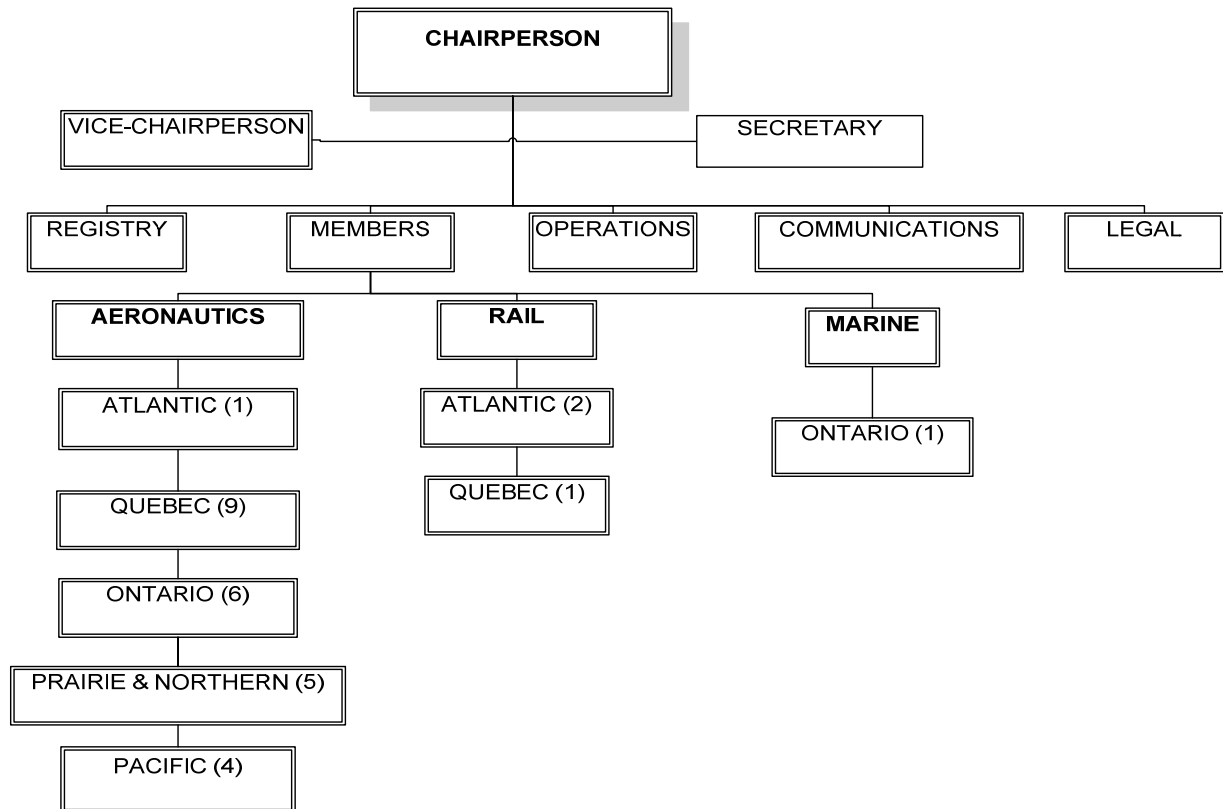 CHAIRPERSON
VICE-CHAIRPERSON
SECRETARY
REGISTRY
MEMBERS
OPERATIONS
COMMUNICATIONS
LEGAL
AERONAUTICS
RAIL
MARINE
ATLANTIC (1)
ATLANTIC (2)
ONTARIO (1)
QUEBEC (9)
QUEBEC (1)
ONTARIO (6)
PRAIRIE & NORTHERN (5)
PACIFIC (4)